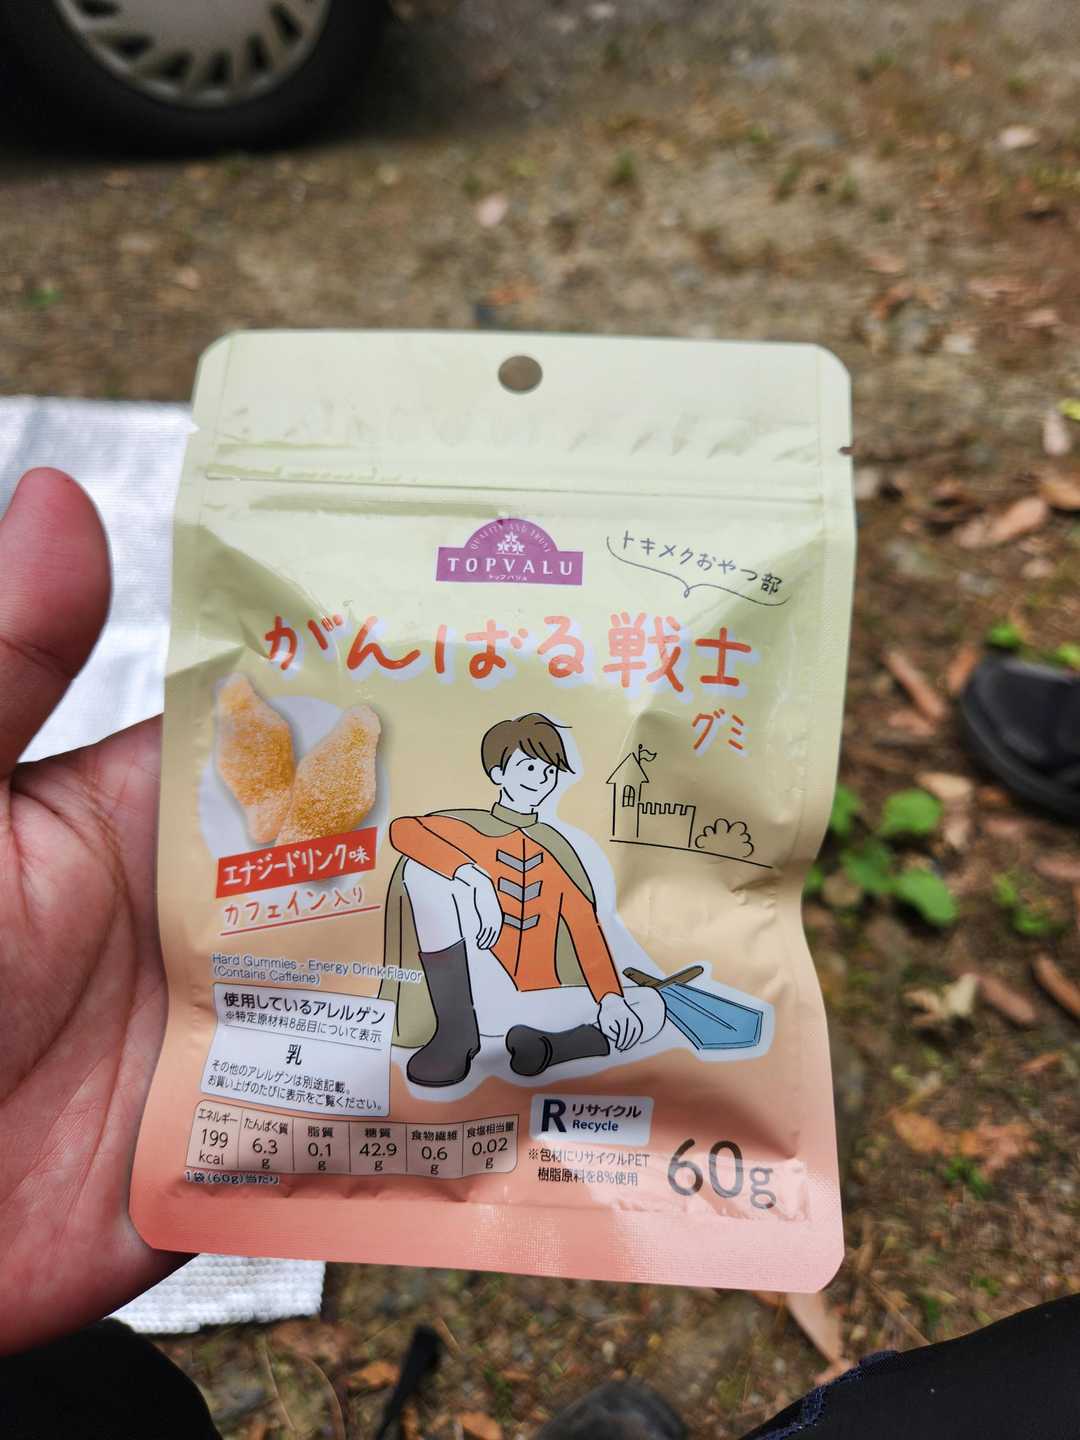 QUALITY AND TRUST
TOPVALU
トップバリュ
トキメクおやつ部
がんばる戦士
グミ
エナジードリンク味
カフェイン入り
Hard Gummies - Energy Drink Flavor
(Contains Caffeine)
使用しているアレルゲン
※特定原材料8品目について表示
乳
その他のアレルゲンは別途記載。
お買い上げのたびに表示をご覧ください。
エネルギー 199 kcal
たんぱく質 6.3 g
脂質 0.1 g
糖質 42.9 g
食物繊維 0.6 g
食塩相当量 0.02 g
1袋(60g)当たり
R リサイクル
Recycle
※包材にリサイクルPET
樹脂原料を8%使用
60g